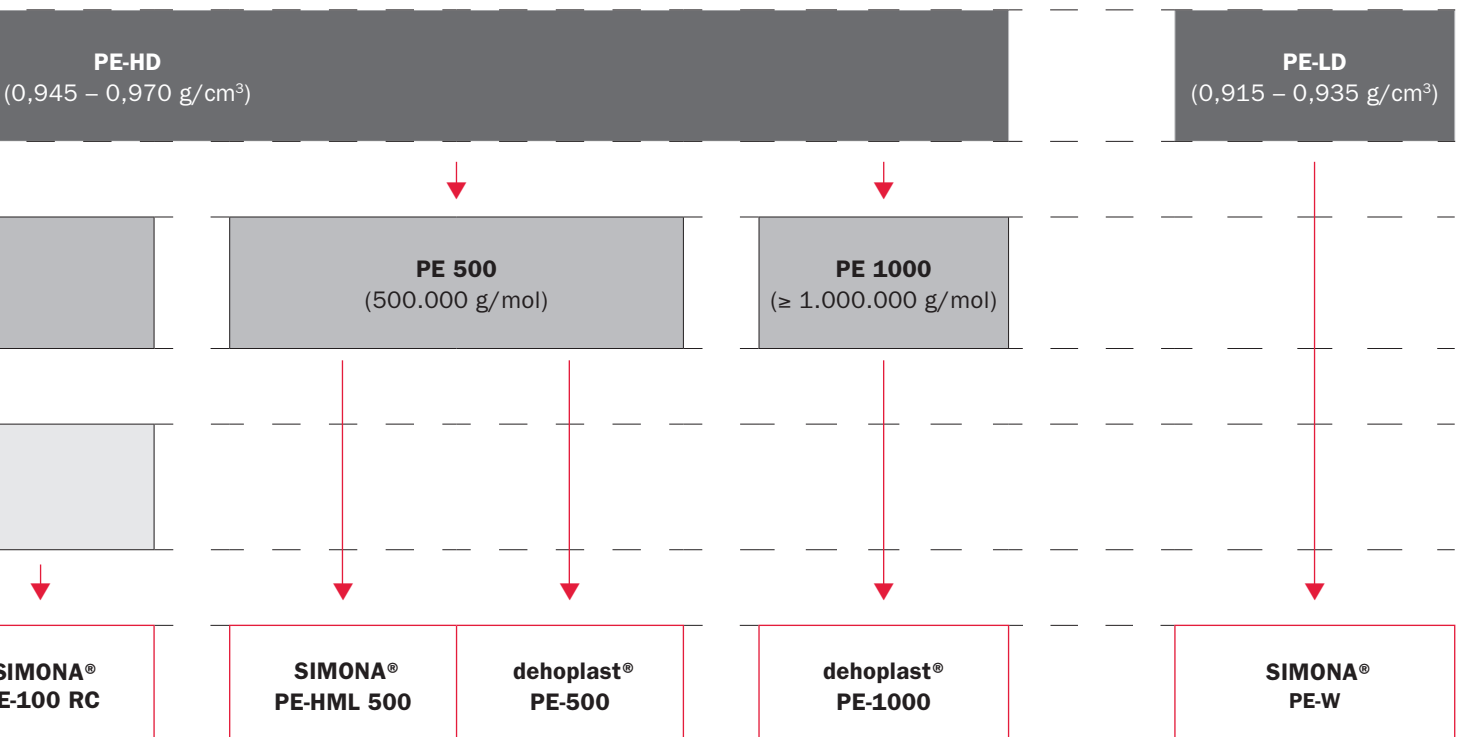 PE-HD
(0,945 – 0,970 g/cm³)
PE-LD
(0,915 – 0,935 g/cm³)
PE 500
(500.000 g/mol)
PE 1000
(≥ 1.000.000 g/mol)
SIMONA®
PE-100 RC
SIMONA®
PE-HML 500
dehoplast®
PE-500
dehoplast®
PE-1000
SIMONA®
PE-W